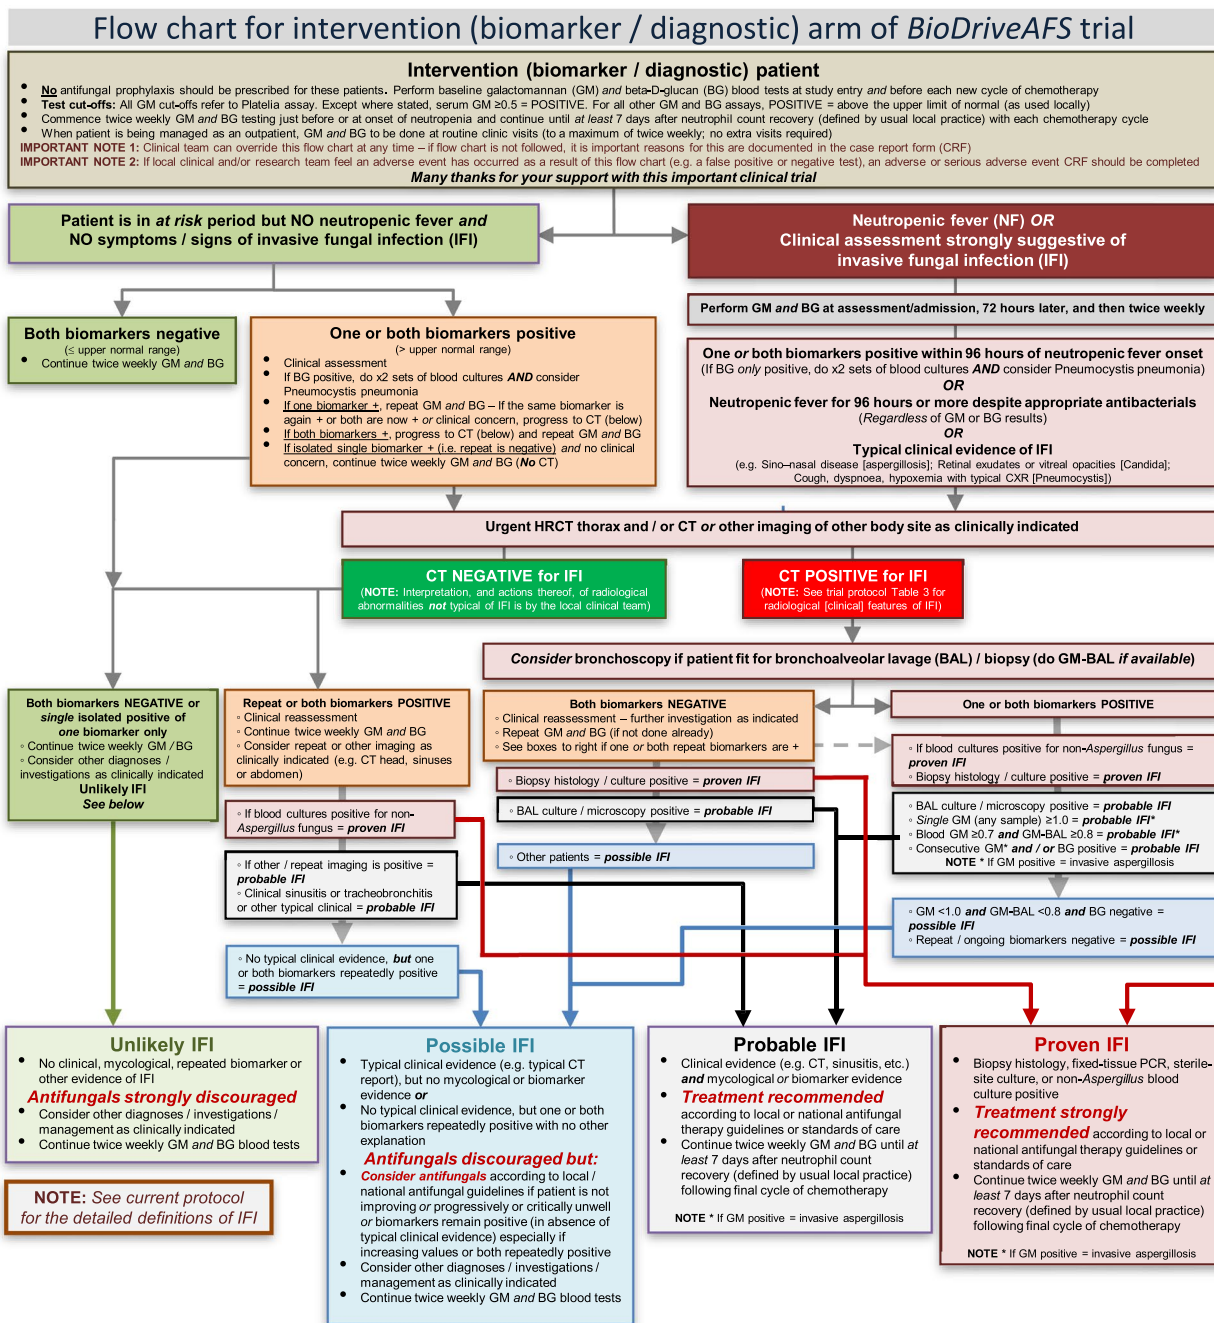 Flow chart for intervention (biomarker / diagnostic) arm of BioDriveAFS trial
Intervention (biomarker / diagnostic) patient
• No antifungal prophylaxis should be prescribed for these patients. Perform baseline galactomannan (GM) and beta-D-glucan (BG) blood tests at study entry and before each new cycle of chemotherapy
• Test cut-offs: All GM cut-offs refer to Platelia assay. Except where stated, serum GM ≥0.5 = POSITIVE. For all other GM and BG assays, POSITIVE = above the upper limit of normal (as used locally)
• Commence twice weekly GM and BG testing just before or at onset of neutropenia and continue until at least 7 days after neutrophil count recovery (defined by usual local practice) with each chemotherapy cycle
• When patient is being managed as an outpatient, GM and BG to be done at routine clinic visits (to a maximum of twice weekly; no extra visits required)
IMPORTANT NOTE 1: Clinical team can override this flow chart at any time – if flow chart is not followed, it is important reasons for this are documented in the case report form (CRF)
IMPORTANT NOTE 2: If local clinical and/or research team feel an adverse event has occurred as a result of this flow chart (e.g. a false positive or negative test), an adverse or serious adverse event CRF should be completed
Many thanks for your support with this important clinical trial
Patient is in at risk period but NO neutropenic fever and
NO symptoms / signs of invasive fungal infection (IFI)
Neutropenic fever (NF) OR
Clinical assessment strongly suggestive of
invasive fungal infection (IFI)
Perform GM and BG at assessment/admission, 72 hours later, and then twice weekly
Both biomarkers negative
(≤ upper normal range)
• Continue twice weekly GM and BG
One or both biomarkers positive
(> upper normal range)
• Clinical assessment
• If BG positive, do x2 sets of blood cultures AND consider
Pneumocystis pneumonia
• If one biomarker +, repeat GM and BG – If the same biomarker is
again + or both are now + or clinical concern, progress to CT (below)
• If both biomarkers +, progress to CT (below) and repeat GM and BG
• If isolated single biomarker + (i.e. repeat is negative) and no clinical
concern, continue twice weekly GM and BG (No CT)
One or both biomarkers positive within 96 hours of neutropenic fever onset
(If BG only positive, do x2 sets of blood cultures AND consider Pneumocystis pneumonia)
OR
Neutropenic fever for 96 hours or more despite appropriate antibacterials
(Regardless of GM or BG results)
OR
Typical clinical evidence of IFI
(e.g. Sino–nasal disease [aspergillosis]; Retinal exudates or vitreal opacities [Candida];
Cough, dyspnoea, hypoxemia with typical CXR [Pneumocystis])
Urgent HRCT thorax and / or CT or other imaging of other body site as clinically indicated
CT NEGATIVE for IFI
(NOTE: Interpretation, and actions thereof, of radiological
abnormalities not typical of IFI is by the local clinical team)
CT POSITIVE for IFI
(NOTE: See trial protocol Table 3 for
radiological [clinical] features of IFI)
Consider bronchoscopy if patient fit for bronchoalveolar lavage (BAL) / biopsy (do GM-BAL if available)
Both biomarkers NEGATIVE or
single isolated positive of
one biomarker only
◦ Continue twice weekly GM / BG
◦ Consider other diagnoses /
investigations as clinically indicated
Unlikely IFI
See below
Repeat or both biomarkers POSITIVE
◦ Clinical reassessment
◦ Continue twice weekly GM and BG
◦ Consider repeat or other imaging as
clinically indicated (e.g. CT head, sinuses
or abdomen)
◦ If blood cultures positive for non-
Aspergillus fungus = proven IFI
◦ If other / repeat imaging is positive =
probable IFI
◦ Clinical sinusitis or tracheobronchitis
or other typical clinical = probable IFI
◦ No typical clinical evidence, but one
or both biomarkers repeatedly positive
= possible IFI
Both biomarkers NEGATIVE
◦ Clinical reassessment – further investigation as indicated
◦ Repeat GM and BG (if not done already)
◦ See boxes to right if one or both repeat biomarkers are +
◦ Biopsy histology / culture positive = proven IFI
◦ BAL culture / microscopy positive = probable IFI
◦ Other patients = possible IFI
One or both biomarkers POSITIVE
◦ If blood cultures positive for non-Aspergillus fungus =
proven IFI
◦ Biopsy histology / culture positive = proven IFI
◦ BAL culture / microscopy positive = probable IFI
◦ Single GM (any sample) ≥1.0 = probable IFI*
◦ Blood GM ≥0.7 and GM-BAL ≥0.8 = probable IFI*
◦ Consecutive GM* and / or BG positive = probable IFI
NOTE * If GM positive = invasive aspergillosis
◦ GM <1.0 and GM-BAL <0.8 and BG negative =
possible IFI
◦ Repeat / ongoing biomarkers negative = possible IFI
Unlikely IFI
• No clinical, mycological, repeated biomarker or
other evidence of IFI
Antifungals strongly discouraged
• Consider other diagnoses / investigations /
management as clinically indicated
• Continue twice weekly GM and BG blood tests
NOTE: See current protocol
for the detailed definitions of IFI
Possible IFI
• Typical clinical evidence (e.g. typical CT
report), but no mycological or biomarker
evidence or
• No typical clinical evidence, but one or both
biomarkers repeatedly positive with no other
explanation
Antifungals discouraged but:
• Consider antifungals according to local /
national antifungal guidelines if patient is not
improving or progressively or critically unwell
or biomarkers remain positive (in absence of
typical clinical evidence) especially if
increasing values or both repeatedly positive
• Consider other diagnoses / investigations /
management as clinically indicated
• Continue twice weekly GM and BG blood tests
Probable IFI
• Clinical evidence (e.g. CT, sinusitis, etc.)
and mycological or biomarker evidence
• Treatment recommended
according to local or national antifungal
therapy guidelines or standards of care
• Continue twice weekly GM and BG until at
least 7 days after neutrophil count
recovery (defined by usual local practice)
following final cycle of chemotherapy
NOTE * If GM positive = invasive aspergillosis
Proven IFI
• Biopsy histology, fixed-tissue PCR, sterile-
site culture, or non-Aspergillus blood
culture positive
• Treatment strongly
recommended according to local or
national antifungal therapy guidelines or
standards of care
• Continue twice weekly GM and BG until at
least 7 days after neutrophil count
recovery (defined by usual local practice)
following final cycle of chemotherapy
NOTE * If GM positive = invasive aspergillosis